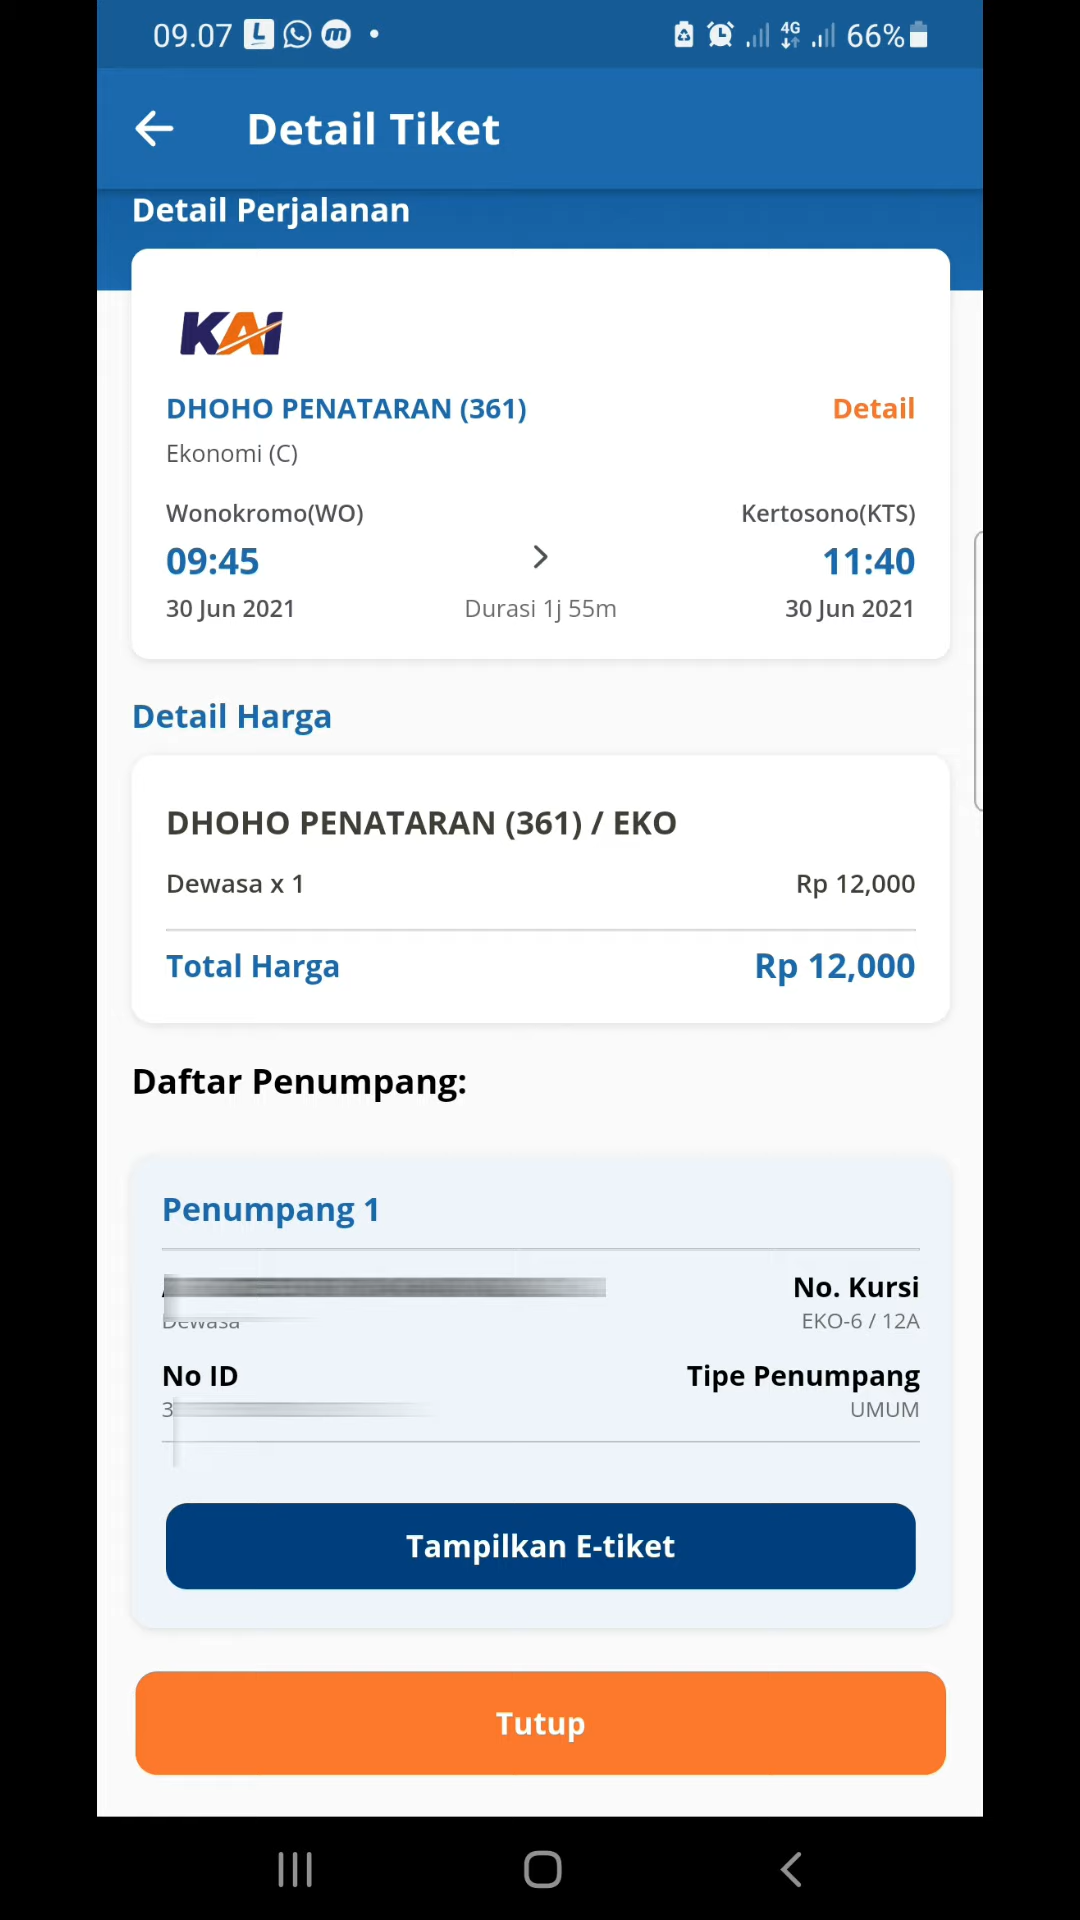 09.07
4G
66%
Detail Tiket
Detail Perjalanan
KAI
DHOHO PENATARAN (361)
Detail
Ekonomi (C)
Wonokromo(WO)
Kertosono(KTS)
09:45
11:40
30 Jun 2021
Durasi 1j 55m
30 Jun 2021
Detail Harga
DHOHO PENATARAN (361) / EKO
Dewasa x 1
Rp 12,000
Total Harga
Rp 12,000
Daftar Penumpang:
Penumpang 1
No. Kursi
Dewasa
EKO-6 / 12A
No ID
Tipe Penumpang
3
UMUM
Tampilkan E-tiket
Tutup